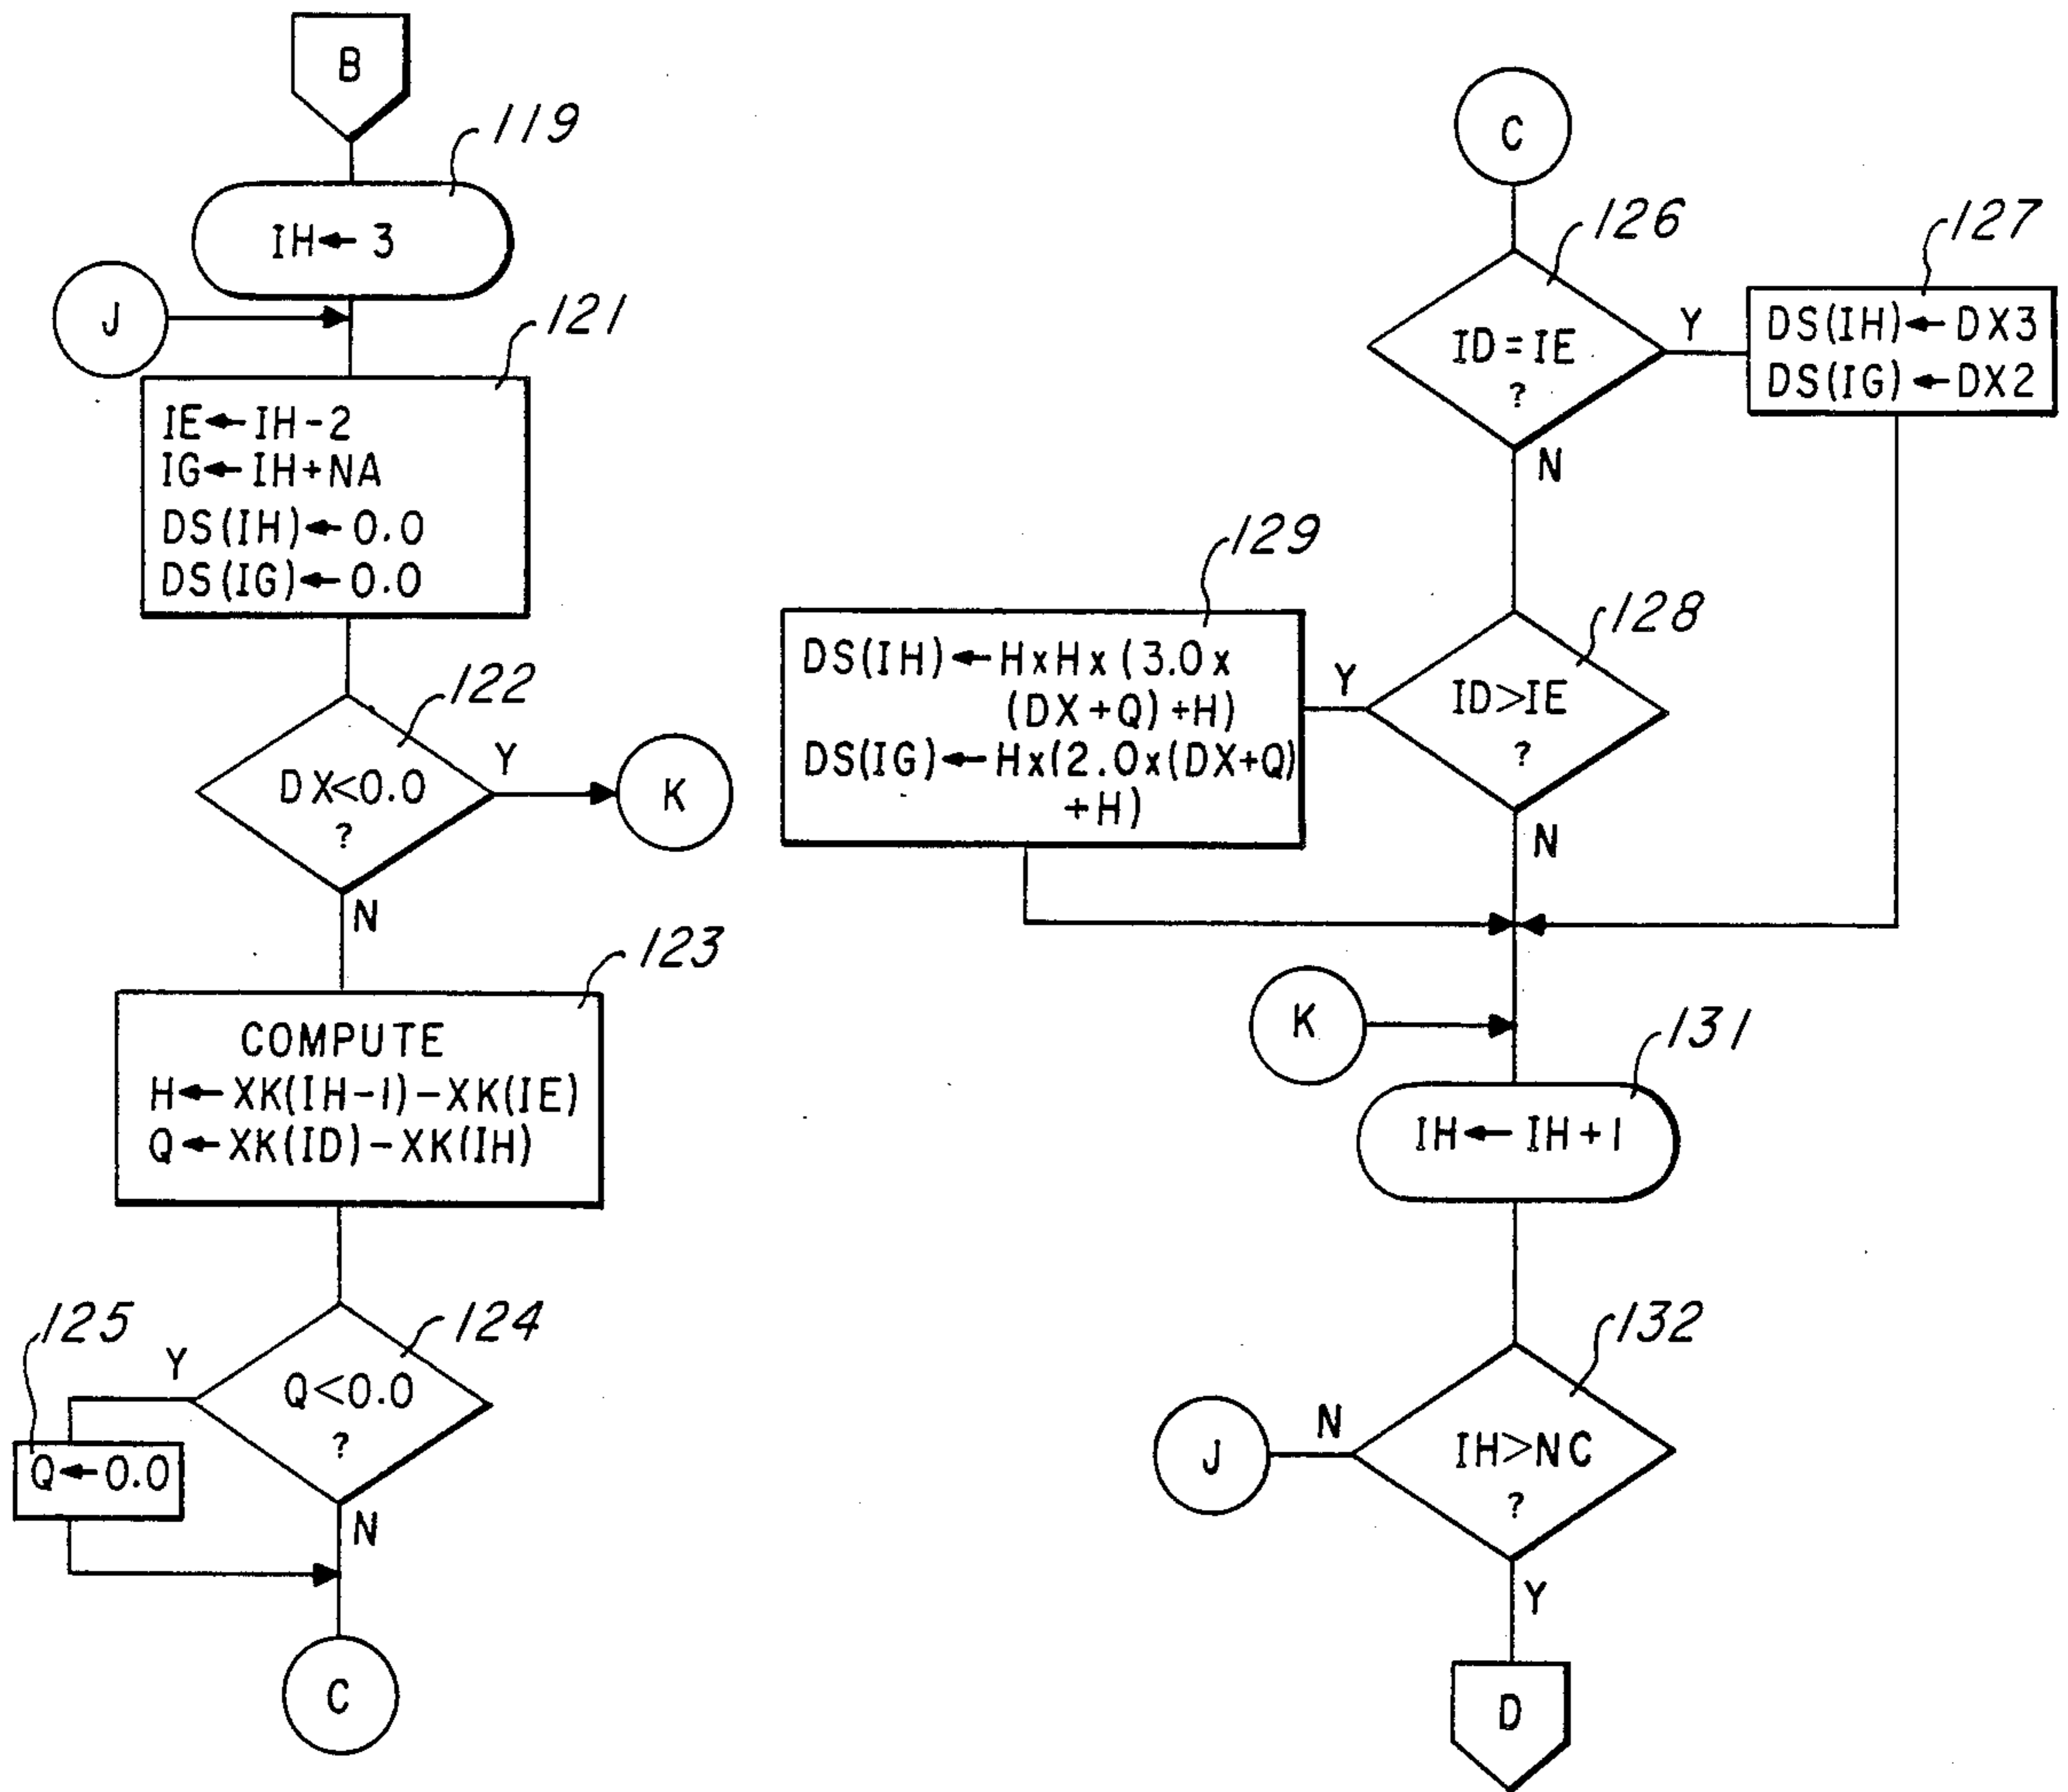 B
119
IH←3
J
121
IE←IH-2
IG←IH+NA
DS(IH)←0.0
DS(IG)←0.0
122
DX<0.0
?
Y
K
N
123
COMPUTE
H←XK(IH-1)-XK(IE)
Q←XK(ID)-XK(IH)
124
125
Y
Q<0.0
?
Q←0.0
N
C
C
126
127
ID=IE
?
Y
DS(IH)←DX3
DS(IG)←DX2
N
129
128
DS(IH)←HxHx(3.0x
(DX+Q)+H)
DS(IG)←Hx(2.0x(DX+Q)
+H)
Y
ID>IE
?
N
K
131
IH←IH+1
132
J
N
IH>NC
?
Y
D